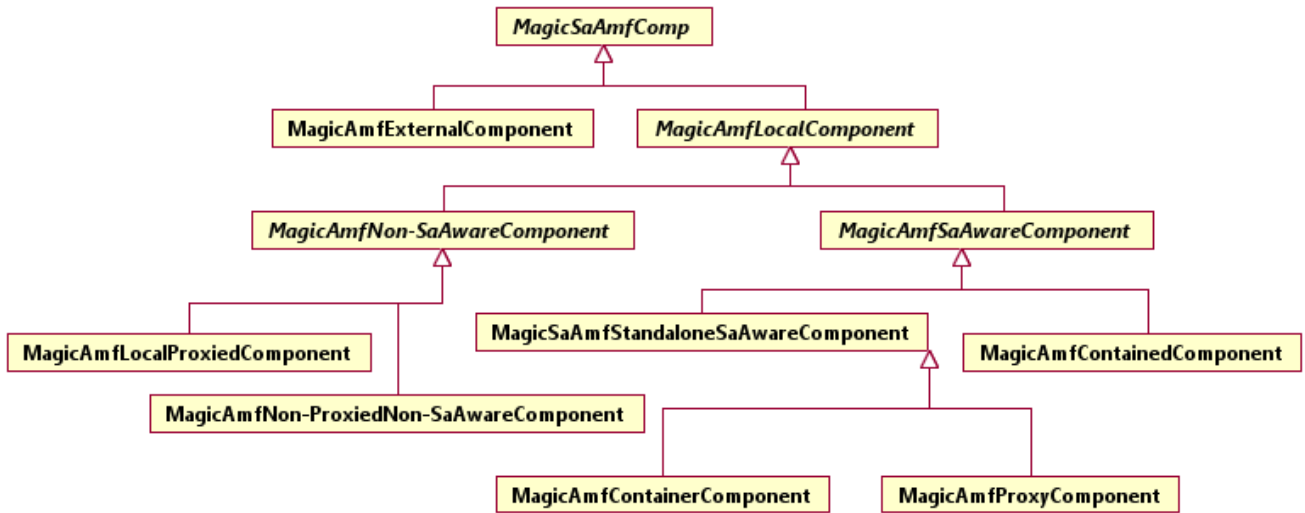 MagicSaAmfComp
MagicAmfExternalComponent
MagicAmfLocalComponent
MagicAmfNon-SaAwareComponent
MagicAmfSaAwareComponent
MagicAmfLocalProxiedComponent
MagicSaAmfStandaloneSaAwareComponent
MagicAmfContainedComponent
MagicAmfNon-ProxiedNon-SaAwareComponent
MagicAmfContainerComponent
MagicAmfProxyComponent